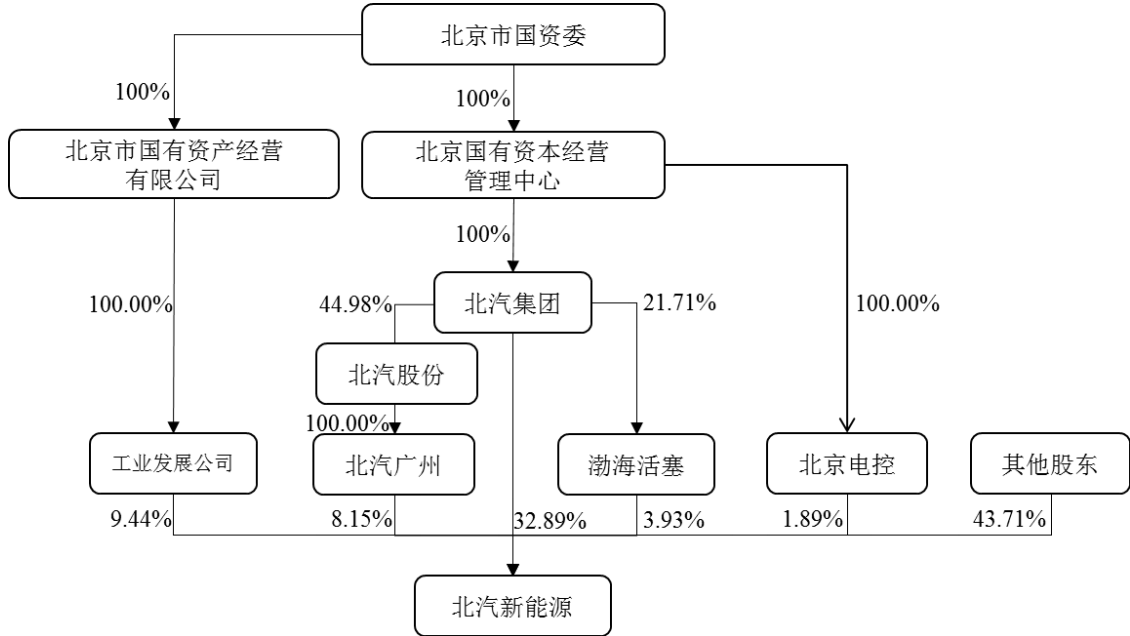 北京市国资委
100%
100%
北京市国有资产经营
有限公司
北京国有资本经营
管理中心
100%
100.00%
44.98%
北汽集团
21.71%
100.00%
北汽股份
100.00%
工业发展公司
北汽广州
渤海活塞
北京电控
其他股东
9.44%
8.15%
32.89%
3.93%
1.89%
43.71%
北汽新能源